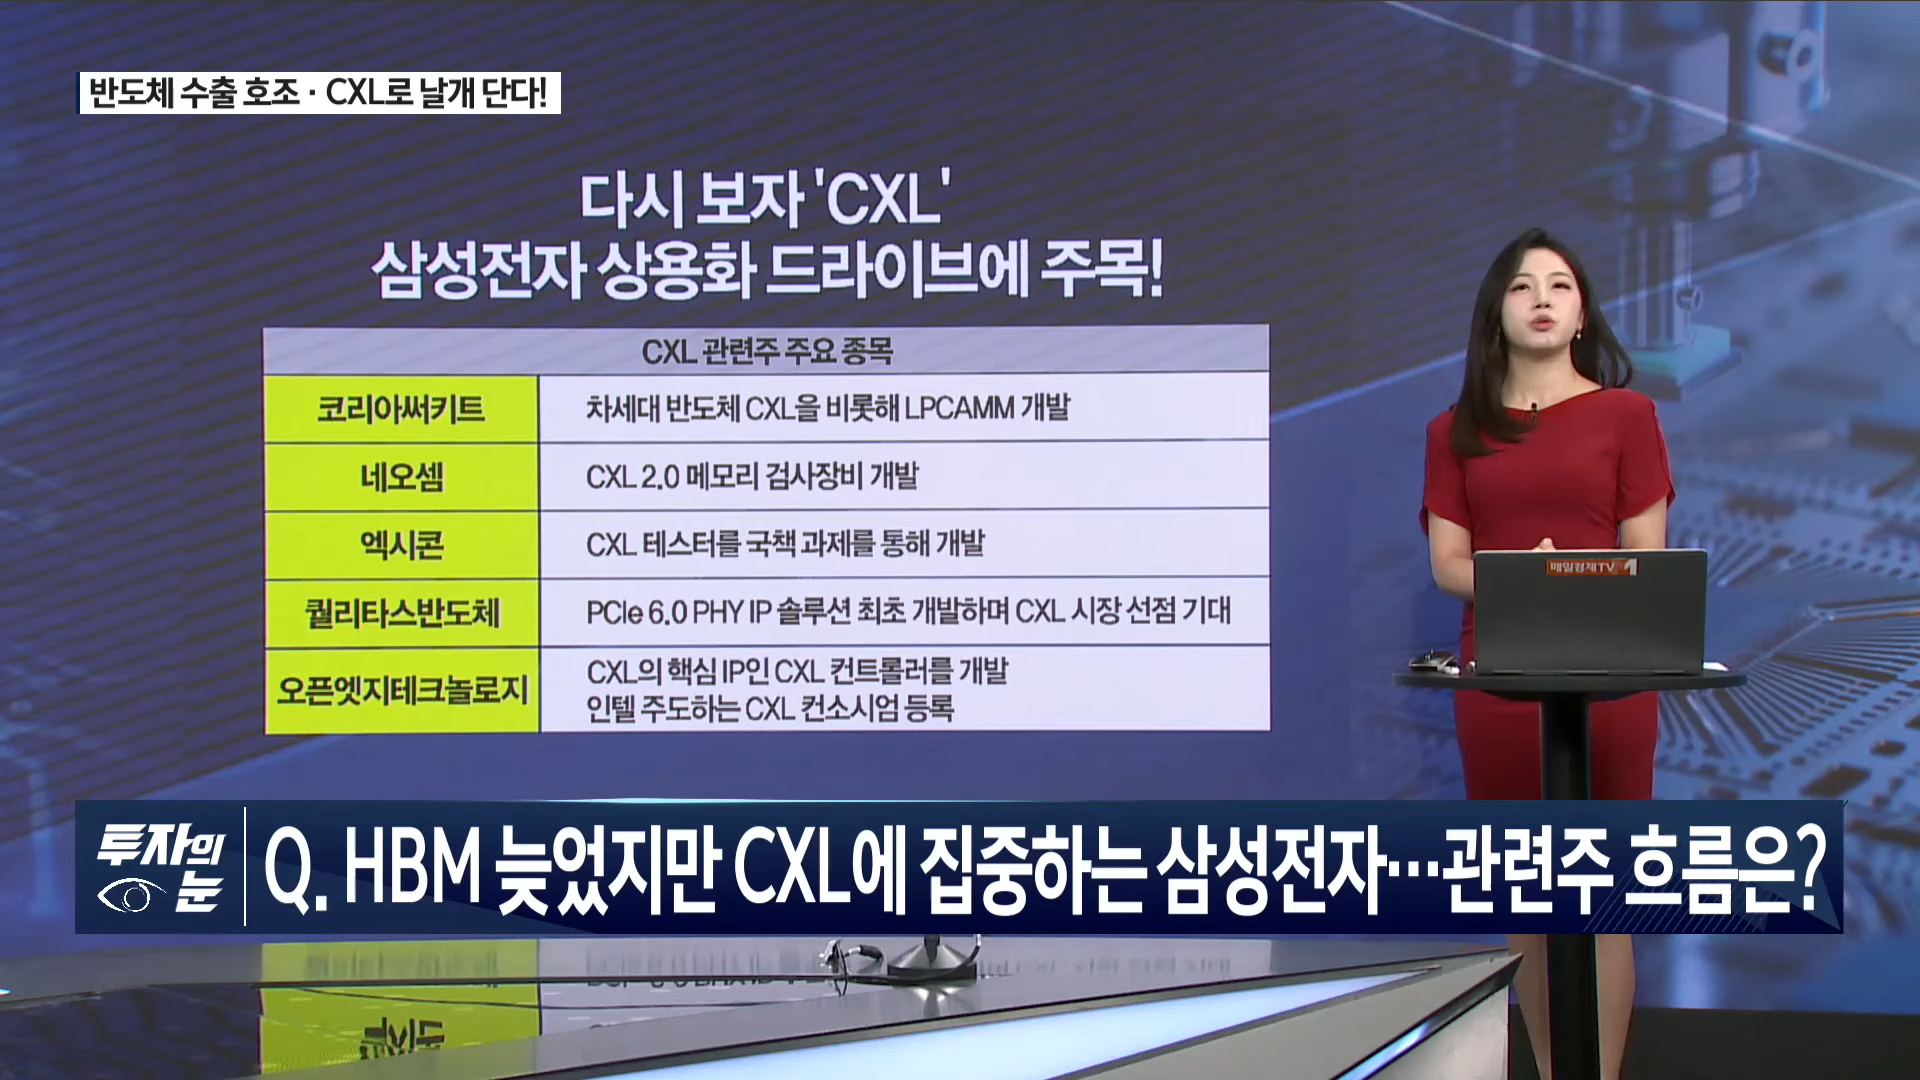 반도체 수출 호조 · CXL로 날개 단다!
다시 보자 'CXL'
삼성전자 상용화 드라이브에 주목!
CXL 관련주 주요 종목
코리아써키트 차세대 반도체 CXL을 비롯해 LPCAMM 개발
네오셈 CXL 2.0 메모리 검사장비 개발
엑시콘 CXL 테스터를 국책 과제를 통해 개발
퀄리타스반도체 PCIe 6.0 PHY IP 솔루션 최초 개발하며 CXL 시장 선점 기대
오픈엣지테크놀로지 CXL의 핵심 IP인 CXL 컨트롤러를 개발
인텔 주도하는 CXL 컨소시엄 등록
매일경제TV 1
투자의 눈
Q. HBM 늦었지만 CXL에 집중하는 삼성전자…관련주 흐름은?